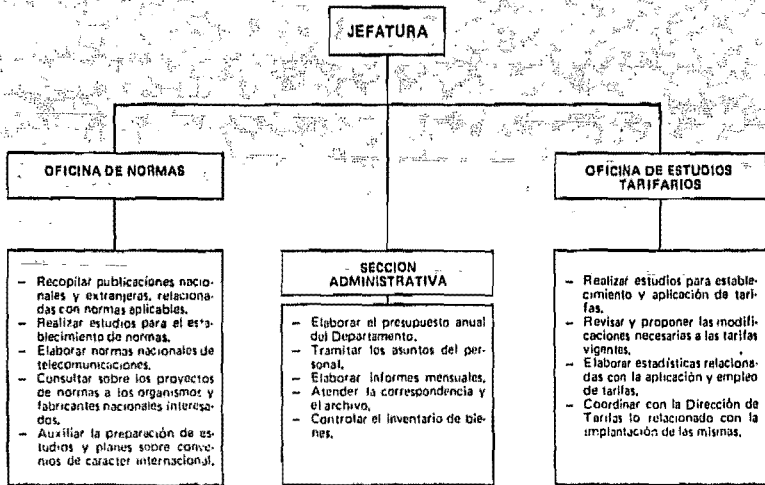 JEFATURA
OFICINA DE NORMAS
– Recopilar publicaciones nacio-
nales y extranjeras, relaciona-
das con normas aplicables.
– Realizar estudios para el esta-
blecimiento de normas.
– Elaborar normas nacionales de
telecomunicaciones.
– Consultar sobre los proyectos
de normas a los organismos y
fabricantes nacionales interesa-
dos.
– Auxiliar la preparación de es-
tudios y planes sobre conve-
nios de caracter internacional.
SECCION
ADMINISTRATIVA
– Elaborar el presupuesto anual
del Departamento.
– Tramitar los asuntos del per-
sonal.
– Elaborar informes mensuales.
– Atender la correspondencia y
el archivo.
– Controlar el inventario de bie-
nes.
OFICINA DE ESTUDIOS
TARIFARIOS
– Realizar estudios para estable-
cimiento y aplicación de tari-
fas.
– Revisar y proponer las modifi-
caciones necesarias a las tarifas
vigentes.
– Elaborar estadísticas relaciona-
das con la aplicación y empleo
de tarifas.
– Coordinar con la Dirección de
Tarifas lo relacionado con la
implantación de las mismas.